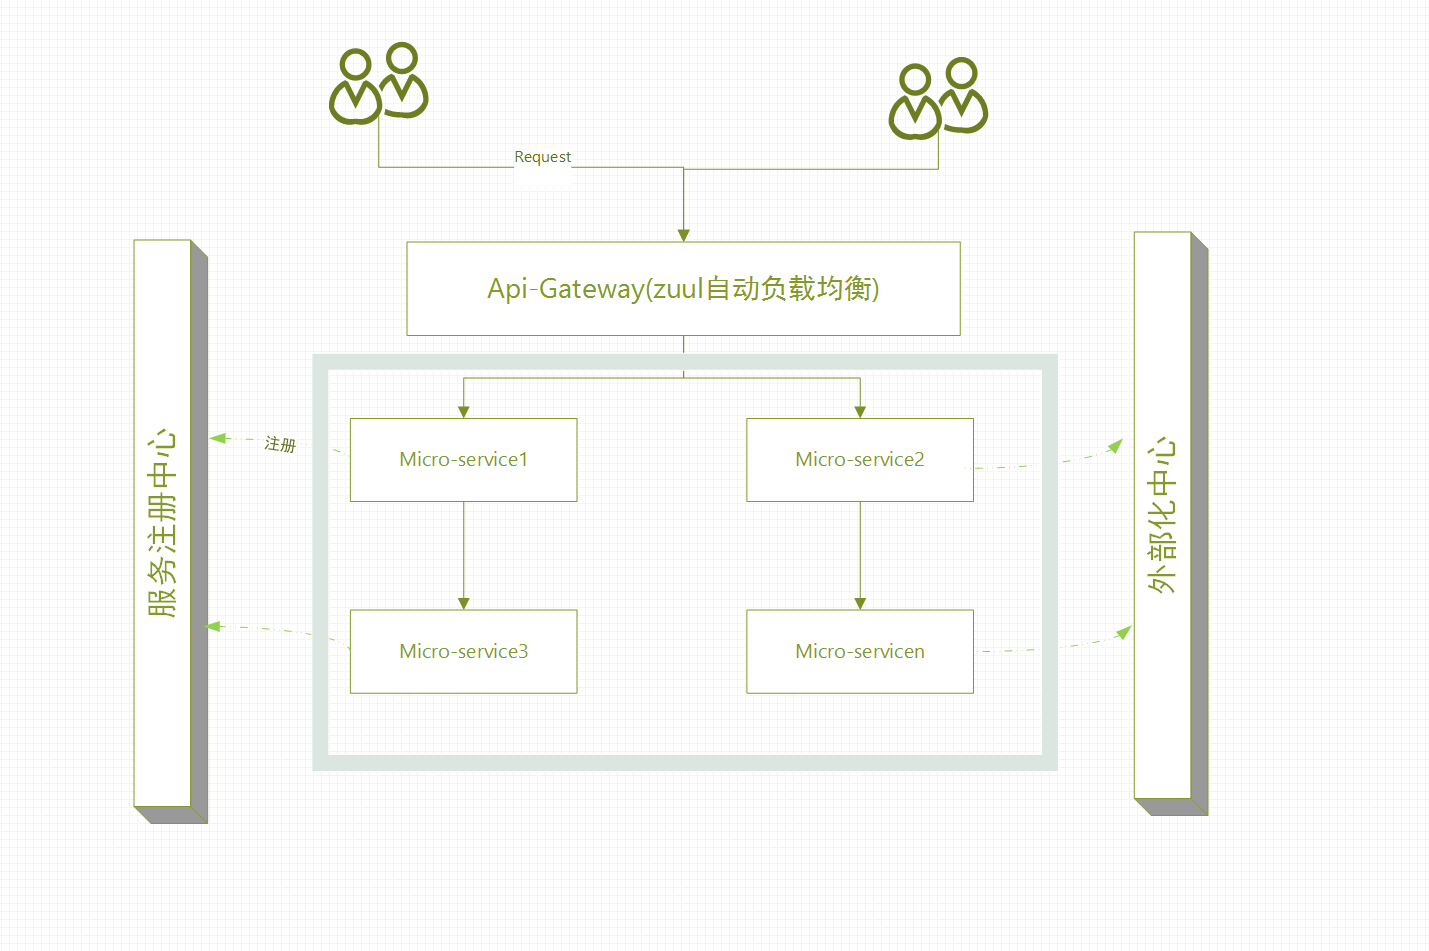 Request
Api-Gateway(zuul自动负载均衡)
服务注册中心
注册
Micro-service1
Micro-service2
外部化中心
Micro-service3
Micro-servicen